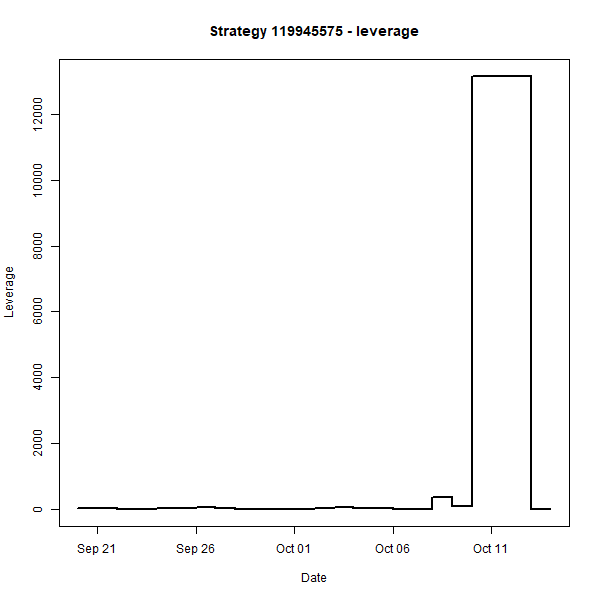 Strategy 119945575 - leverage
12000
10000
8000
6000
4000
2000
0
Leverage
Sep 21 Sep 26 Oct 01 Oct 06 Oct 11
Date